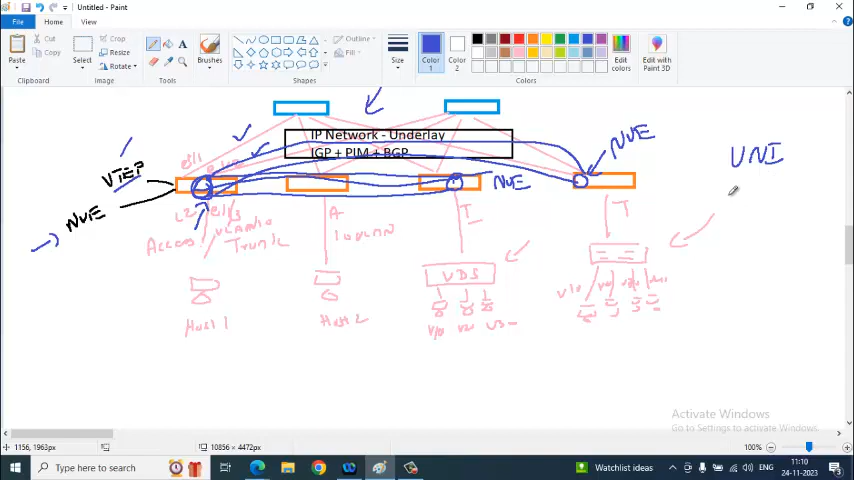 Untitled - Paint
File
Home
View
Paste
Cut
Copy
Clipboard
Select
Crop
Resize
Rotate
Image
Tools
Brushes
Outline
Fill
Shapes
Size
Color
1
Color
2
Edit
colors
Edit with
Paint 3D
Colors
IP Network - Underlay
IGP + PIM + BGP
NVE
VNI
VTEP
NVE
NVE
Access
Trunk
A
T
T
VDS
Host 1
Host 2
V10
Activate Windows
Go to Settings to activate Windows.
1156, 1963px
10856 × 4472px
100%
Type here to search
Watchlist ideas
ENG
11:10
24-11-2023
3